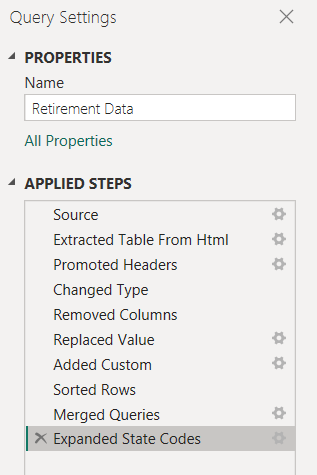 Query Settings
PROPERTIES
Name
Retirement Data
All Properties
APPLIED STEPS
Source
Extracted Table From Html
Promoted Headers
Changed Type
Removed Columns
Replaced Value
Added Custom
Sorted Rows
Merged Queries
Expanded State Codes